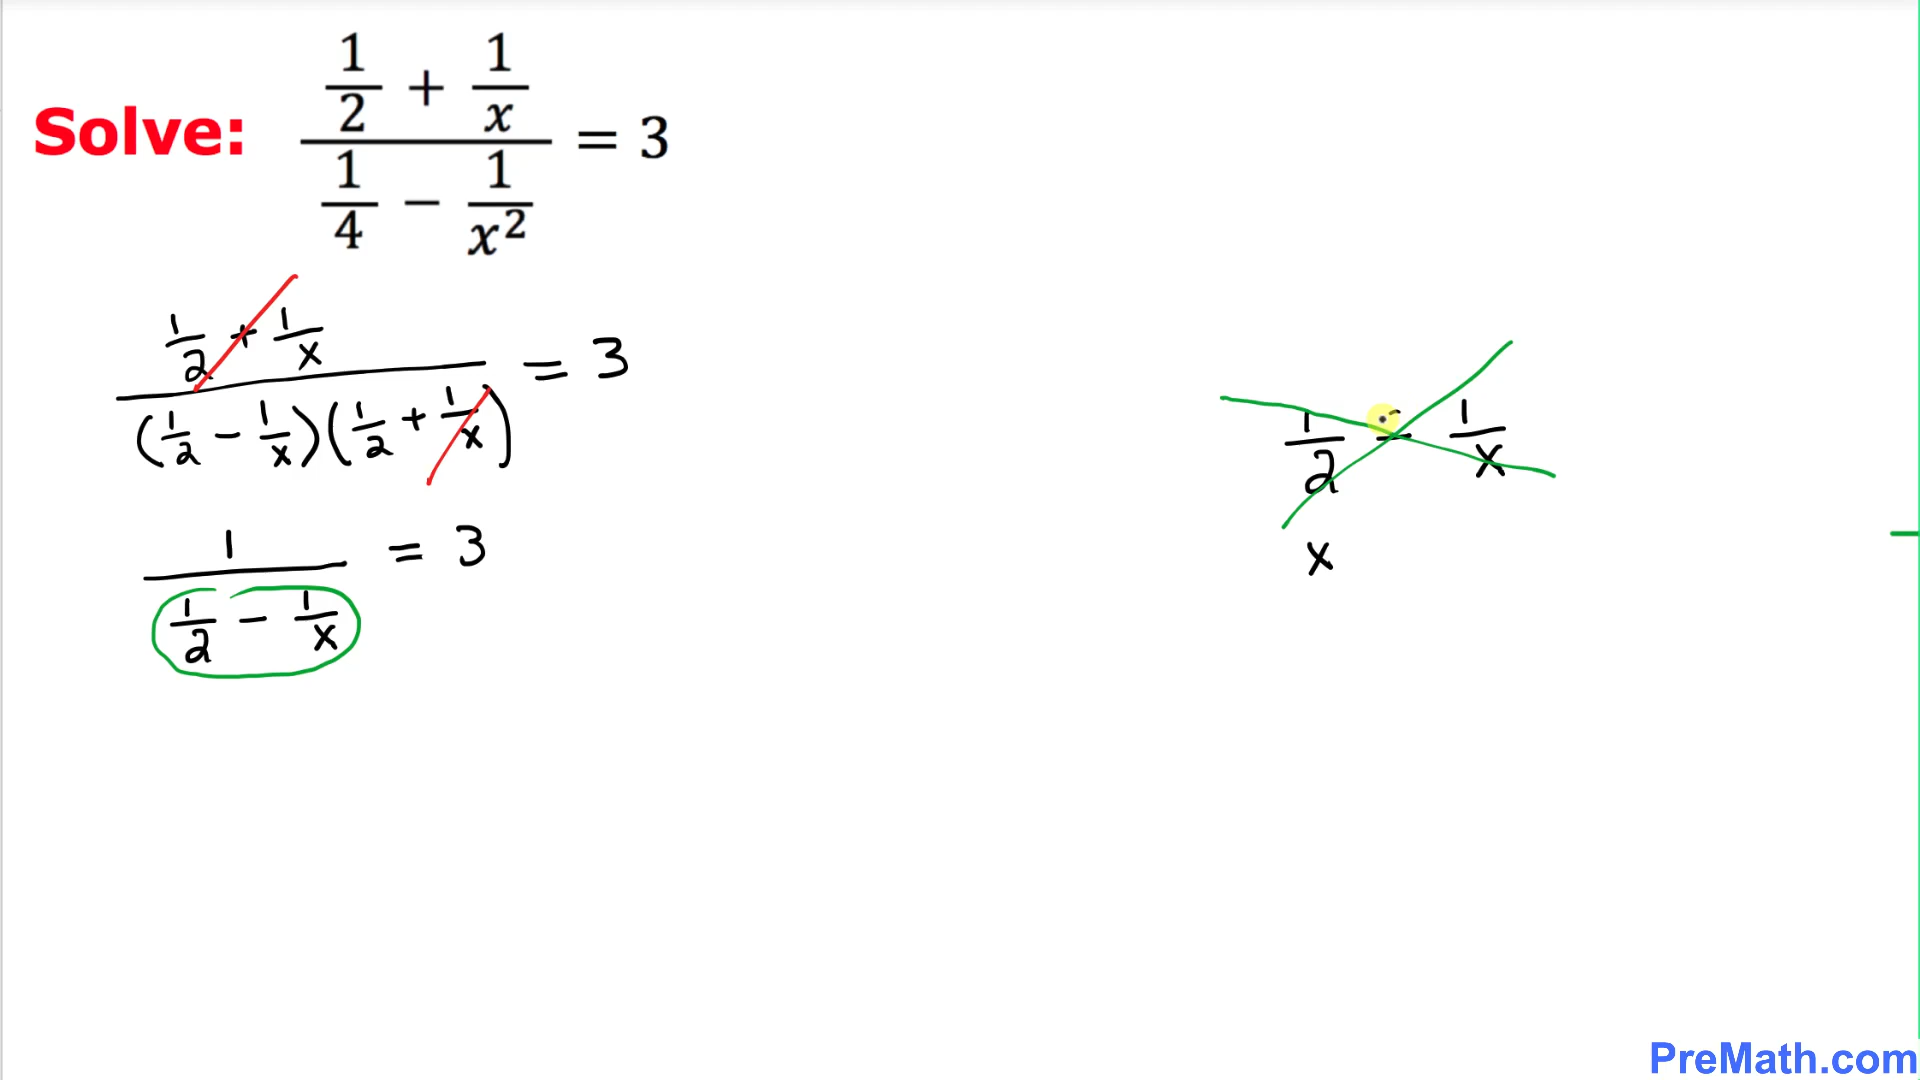 Solve: (1/2 + 1/x) / (1/4 − 1/x²) = 3
(1/2 + 1/x) / ((1/2 − 1/x)(1/2 + 1/x)) = 3
1/2 − 1/x
x
1 / (1/2 − 1/x) = 3
PreMath.com